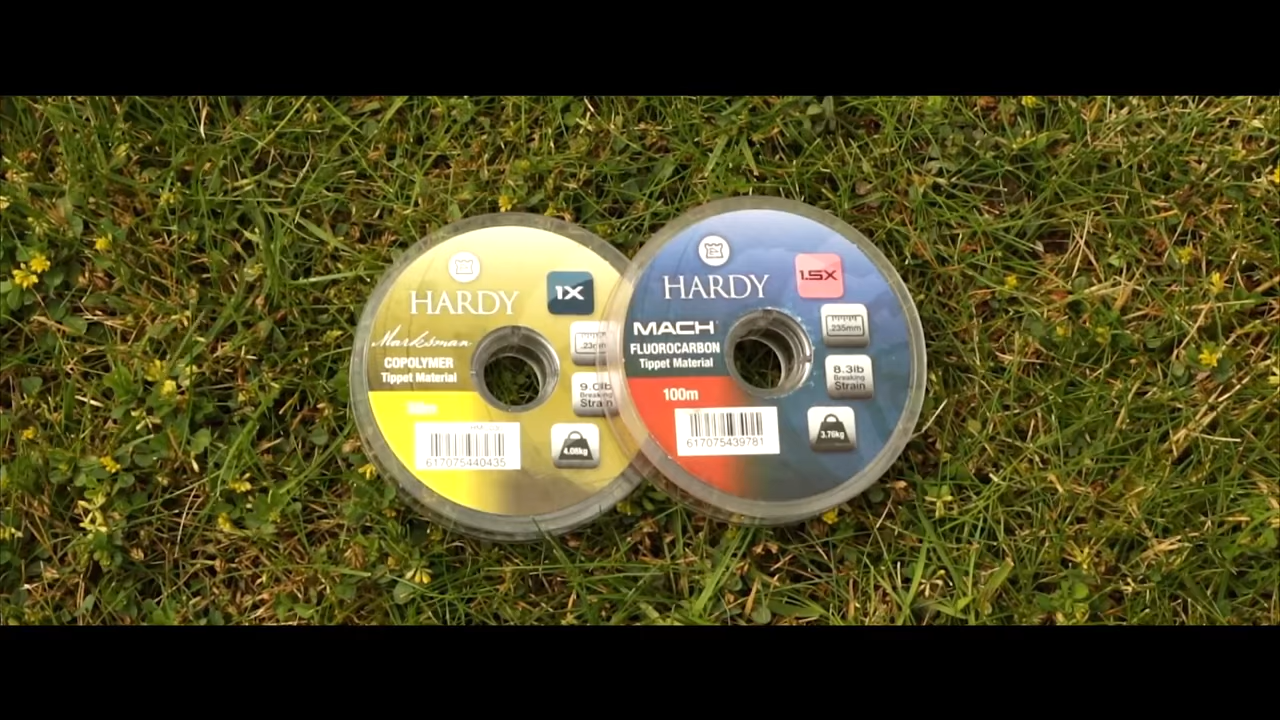 HARDY
1X
Marksman
COPOLYMER
Tippet Material
9.0lb
Breaking
Strain
4.08kg
617075440435
HARDY
1.5X
MACH
FLUOROCARBON
Tippet Material
.235mm
8.3lb
Breaking
Strain
100m
3.76kg
617075439781